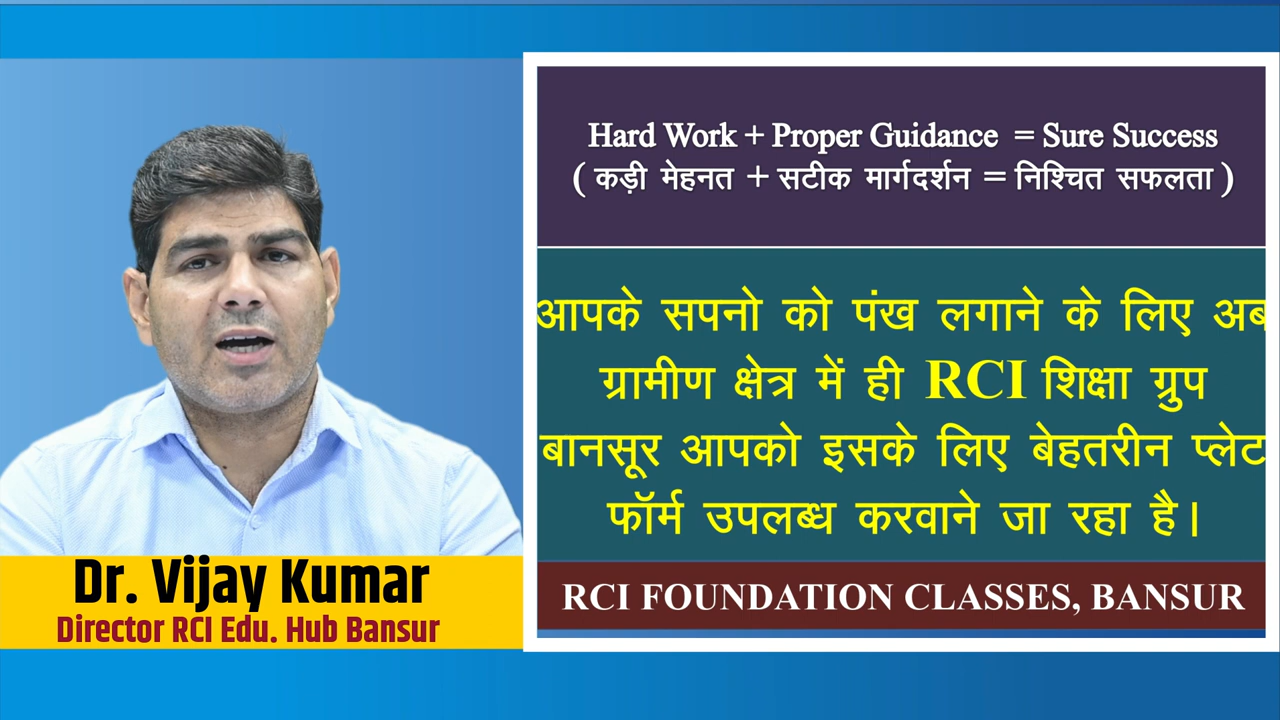 Hard Work + Proper Guidance = Sure Success
( कड़ी मेहनत + सटीक मार्गदर्शन = निश्चित सफलता )
आपके सपनो को पंख लगाने के लिए अब
ग्रामीण क्षेत्र में ही RCI शिक्षा ग्रुप
बानसूर आपको इसके लिए बेहतरीन प्लेट
फॉर्म उपलब्ध करवाने जा रहा है।
RCI FOUNDATION CLASSES, BANSUR
Dr. Vijay Kumar
Director RCI Edu. Hub Bansur